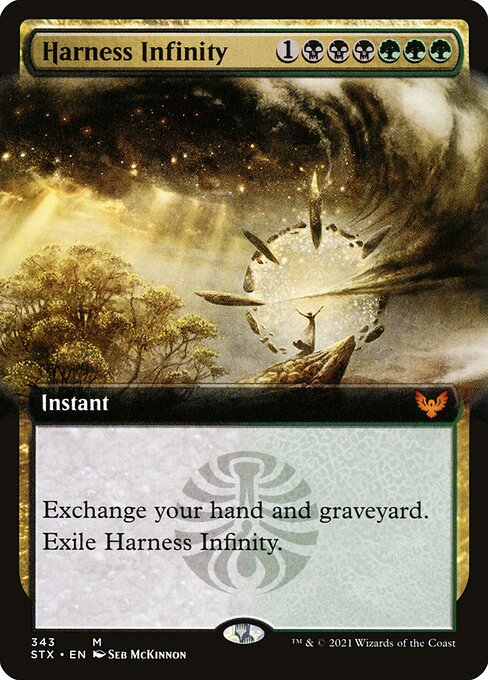 Harness Infinity 1
Instant
Exchange your hand and graveyard.
Exile Harness Infinity.
343 M
STX • EN Seb McKinnon
™ & © 2021 Wizards of the Coast